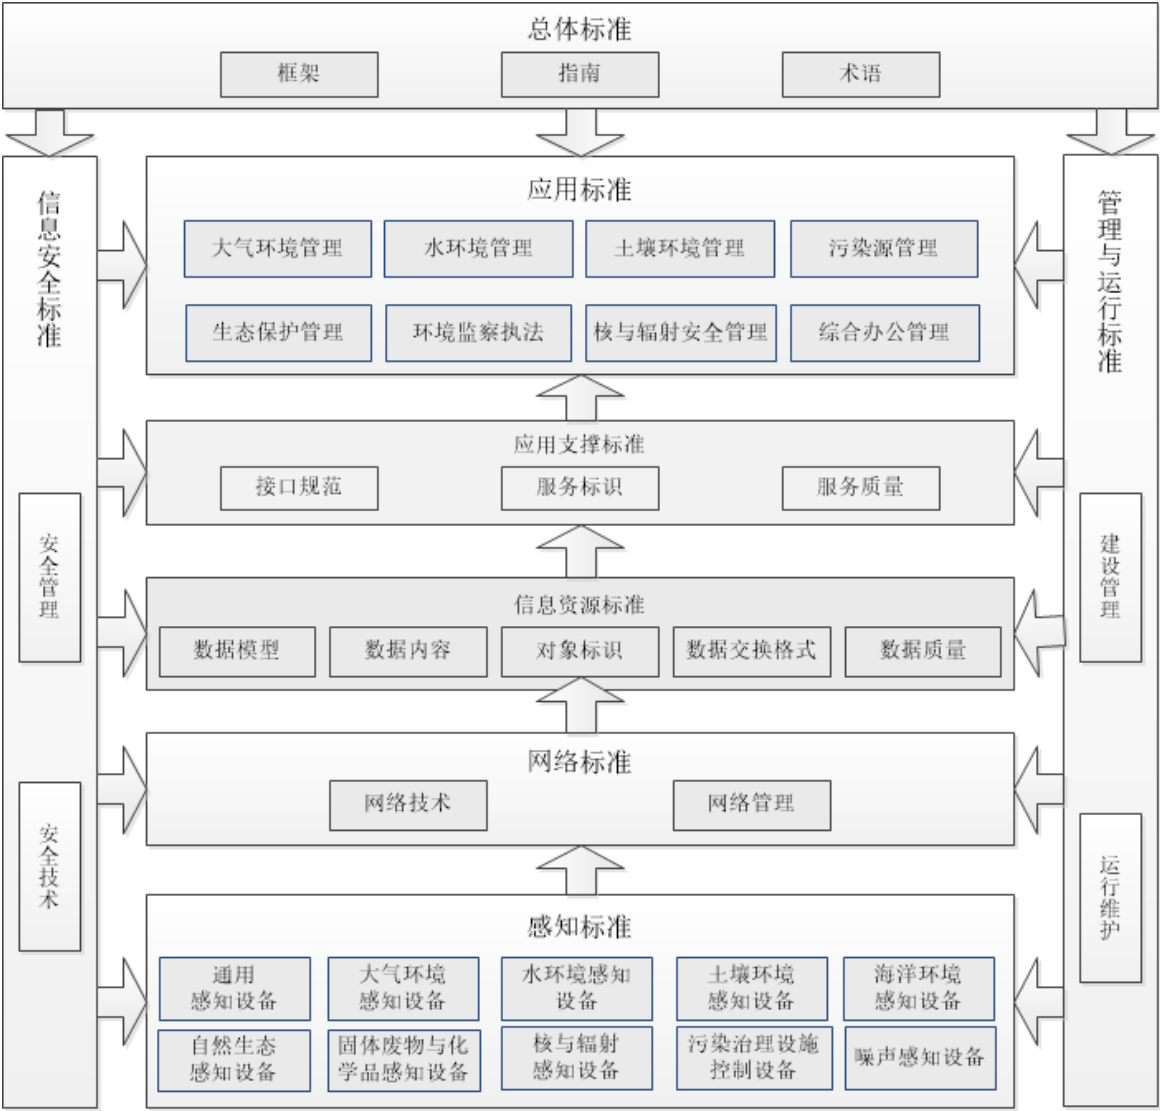 总体标准
框架
指南
术语
信息安全标准
安全管理
安全技术
应用标准
大气环境管理
水环境管理
土壤环境管理
污染源管理
生态保护管理
环境监察执法
核与辐射安全管理
综合办公管理
应用支撑标准
接口规范
服务标识
服务质量
信息资源标准
数据模型
数据内容
对象标识
数据交换格式
数据质量
网络标准
网络技术
网络管理
感知标准
通用
感知设备
大气环境
感知设备
水环境感知
设备
土壤环境
感知设备
海洋环境
感知设备
自然生态
感知设备
固体废物与化
学品感知设备
核与辐射
感知设备
污染治理设施
控制设备
噪声感知设备
管理与运行标准
建设管理
运行维护